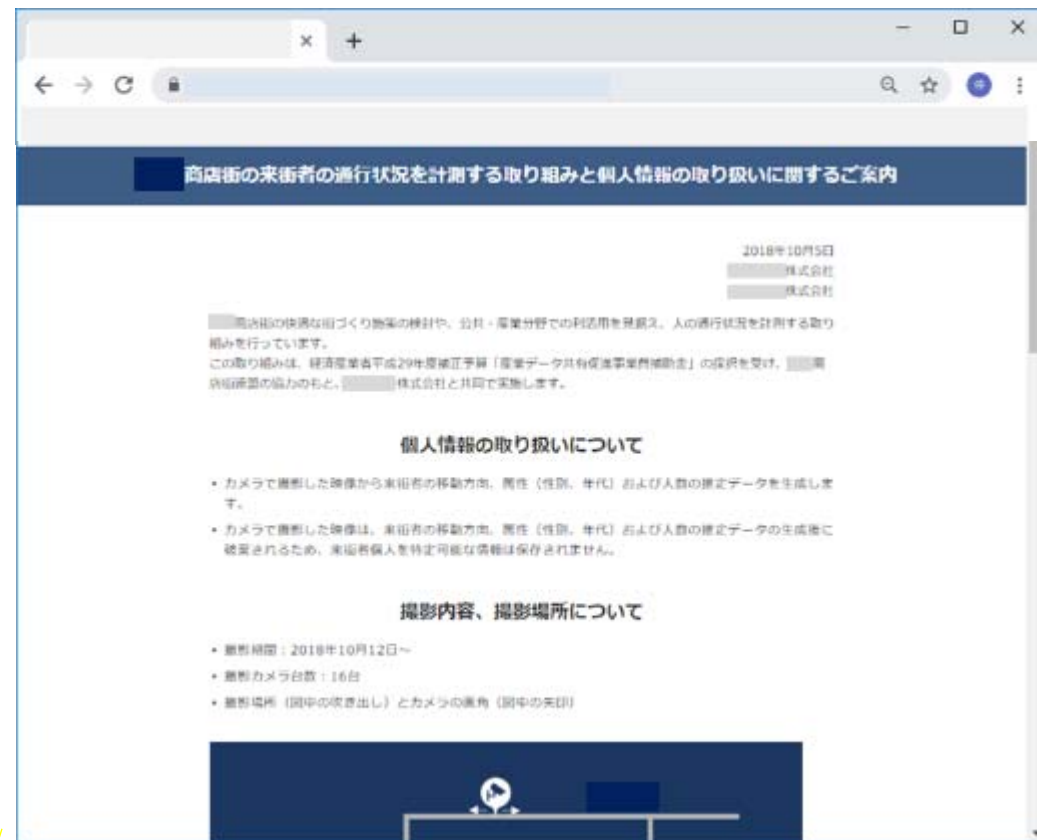 商店街の来街者の通行状況を計測する取り組みと個人情報の取り扱いに関するご案内
2018年10月5日
株式会社
株式会社
商店街の快適な街づくり施策の検討や、公共・産業分野での利活用を見据え、人の通行状況を計測する取り
組みを行っています。
この取り組みは、経済産業省平成29年度補正予算「産業データ共有促進事業費補助金」の採択を受け、 商
店街連盟の協力のもと、 株式会社と共同で実施します。
個人情報の取り扱いについて
• カメラで撮影した映像から来街者の移動方向、属性（性別、年代）および人数の推定データを生成しま
す。
• カメラで撮影した映像は、来街者の移動方向、属性（性別、年代）および人数の推定データの生成後に
破棄されるため、来街者個人を特定可能な情報は保存されません。
撮影内容、撮影場所について
• 撮影期間：2018年10月12日～
• 撮影カメラ台数：16台
• 撮影場所（図中の吹き出し）とカメラの画角（図中の矢印）